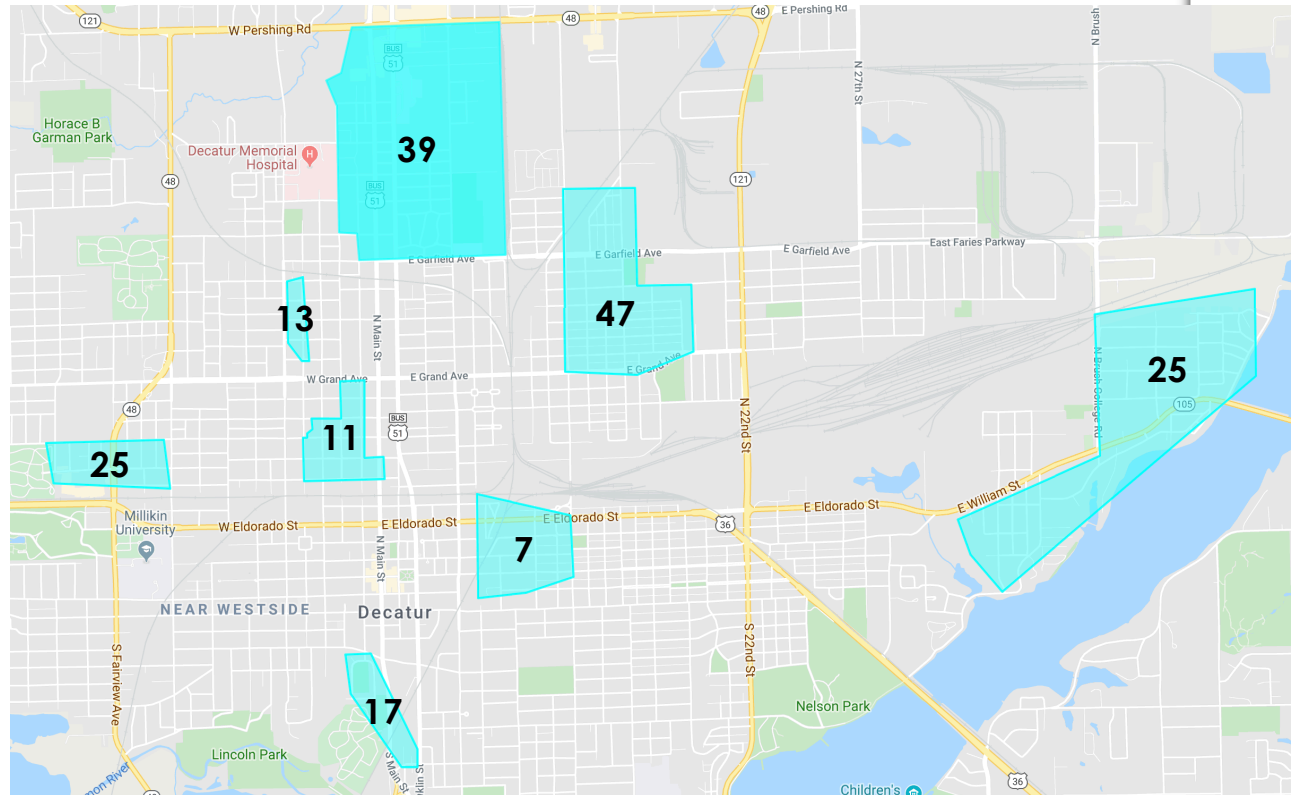 E Pershing Rd
48
121
W Pershing Rd
48
N Brush
BUS
51
N 27th St
Horace B
Garman Park
39
Decatur Memorial
Hospital
H
48
121
BUS
51
E Garfield Ave
E Garfield Ave
E Garfield Ave
East Faries Parkway
13
47
N Main St
25
N Brush College Rd
W Grand Ave
E Grand Ave
E Grand Ave
48
105
BUS
51
N 22nd St
11
25
E William St
E Eldorado St
Millikin
University
W Eldorado St
E Eldorado St
E Eldorado St
36
7
N Main St
NEAR WESTSIDE
Decatur
S Fairview Ave
S 22nd St
17
Nelson Park
Lincoln Park
S Main St
klin St
mon River
36
Children's